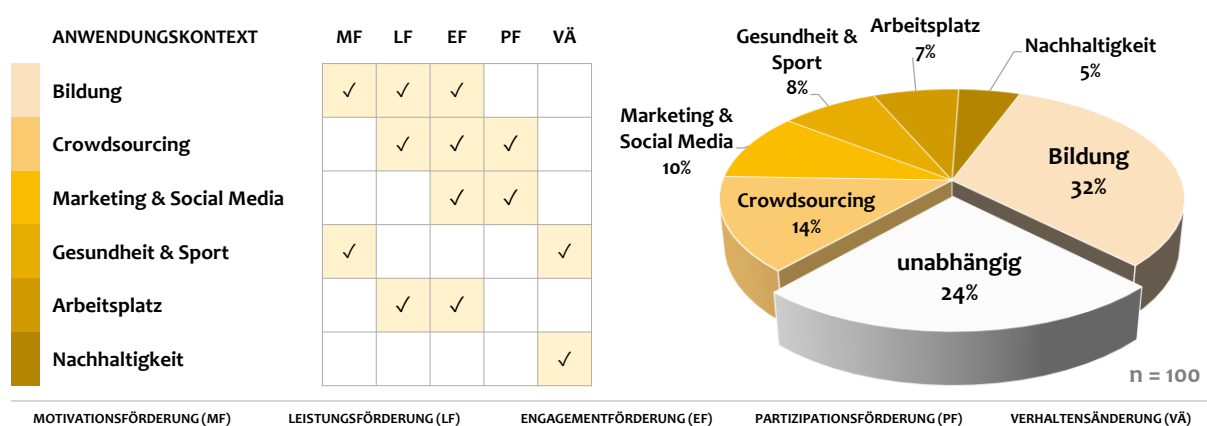 ANWENDUNGSKONTEXT MF LF EF PF VÄ
Bildung ✓ ✓ ✓
Crowdsourcing ✓ ✓ ✓
Marketing & Social Media ✓ ✓
Gesundheit & Sport ✓ ✓
Arbeitsplatz ✓ ✓
Nachhaltigkeit ✓
Gesundheit &
Sport
8%
Arbeitsplatz
7%
Nachhaltigkeit
5%
Marketing &
Social Media
10%
Bildung
32%
Crowdsourcing
14%
unabhängig
24%
n = 100
MOTIVATIONSFÖRDERUNG (MF) LEISTUNGSFÖRDERUNG (LF) ENGAGEMENTFÖRDERUNG (EF) PARTIZIPATIONSFÖRDERUNG (PF) VERHALTENSÄNDERUNG (VÄ)